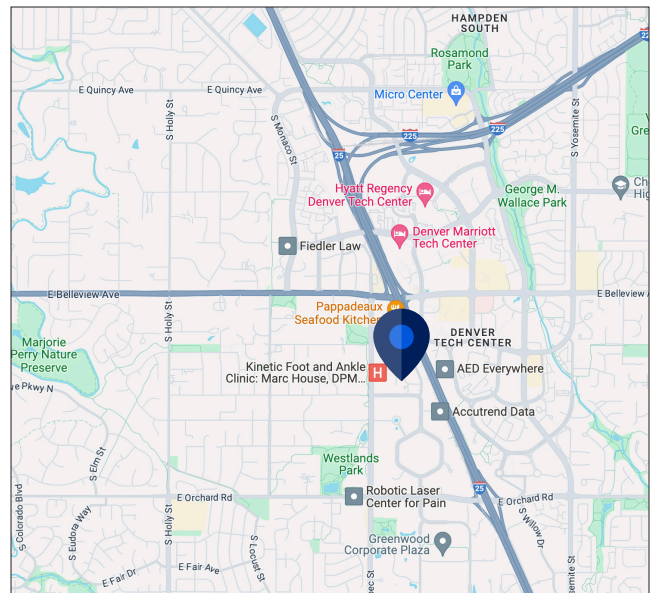 HAMPDEN
SOUTH
Rosamond
Park
E Quincy Ave
E Quincy Ave
Micro Center
S Holly St
S Monaco St
S Yosemite St
225
225
25
Hyatt Regency
Denver Tech Center
George M.
Wallace Park
Denver Marriott
Tech Center
Fiedler Law
E Belleview Ave
E Belleview
Pappadeaux
Seafood Kitchen
S Holly St
DENVER
TECH CENTER
Marjorie
Perry Nature
Preserve
Kinetic Foot and Ankle
Clinic: Marc House, DPM...
H
AED Everywhere
Accutrend Data
Westlands
Park
S Elm St
25
Robotic Laser
Center for Pain
E Orchard Rd
E Orchard Rd
S Colorado Blvd
S Eudora Way
S Holly St
S Locust St
S Willow Dr
Greenwood
Corporate Plaza
E Fair Dr
E Fair Ave